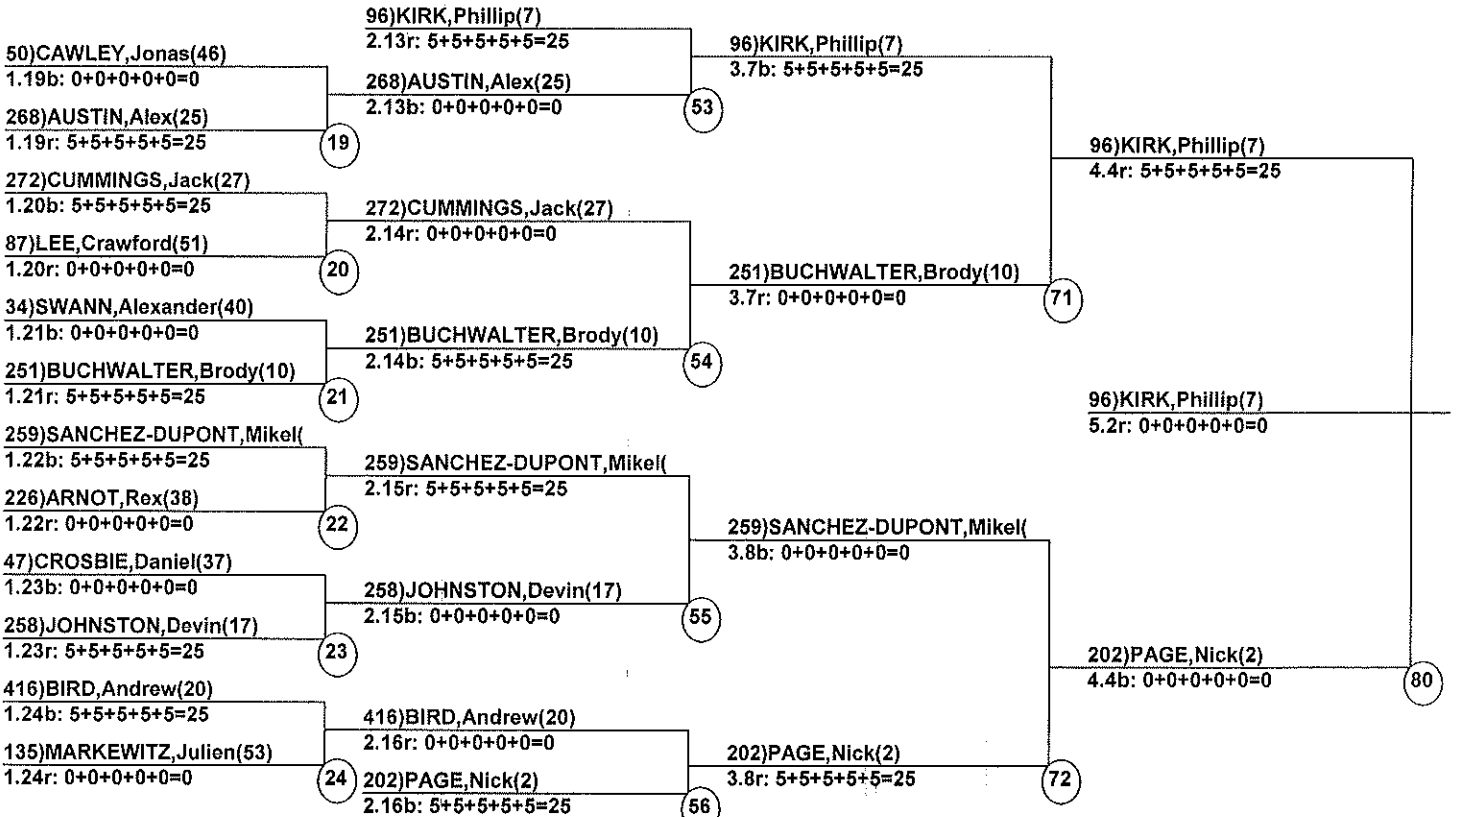 50)CAWLEY,Jonas(46)
1.19b: 0+0+0+0+0=0
268)AUSTIN,Alex(25)
1.19r: 5+5+5+5+5=25
19
272)CUMMINGS,Jack(27)
1.20b: 5+5+5+5+5=25
87)LEE,Crawford(51)
1.20r: 0+0+0+0+0=0
20
34)SWANN,Alexander(40)
1.21b: 0+0+0+0+0=0
251)BUCHWALTER,Brody(10)
1.21r: 5+5+5+5+5=25
21
259)SANCHEZ-DUPONT,Mikel(
1.22b: 5+5+5+5+5=25
226)ARNOT,Rex(38)
1.22r: 0+0+0+0+0=0
22
47)CROSBIE,Daniel(37)
1.23b: 0+0+0+0+0=0
258)JOHNSTON,Devin(17)
1.23r: 5+5+5+5+5=25
23
416)BIRD,Andrew(20)
1.24b: 5+5+5+5+5=25
135)MARKEWITZ,Julien(53)
1.24r: 0+0+0+0+0=0
24
96)KIRK,Phillip(7)
2.13r: 5+5+5+5+5=25
268)AUSTIN,Alex(25)
2.13b: 0+0+0+0+0=0
53
272)CUMMINGS,Jack(27)
2.14r: 0+0+0+0+0=0
251)BUCHWALTER,Brody(10)
2.14b: 5+5+5+5+5=25
54
259)SANCHEZ-DUPONT,Mikel(
2.15r: 5+5+5+5+5=25
258)JOHNSTON,Devin(17)
2.15b: 0+0+0+0+0=0
55
416)BIRD,Andrew(20)
2.16r: 0+0+0+0+0=0
202)PAGE,Nick(2)
2.16b: 5+5+5+5+5=25
56
96)KIRK,Phillip(7)
3.7b: 5+5+5+5+5=25
251)BUCHWALTER,Brody(10)
3.7r: 0+0+0+0+0=0
71
259)SANCHEZ-DUPONT,Mikel(
3.8b: 0+0+0+0+0=0
202)PAGE,Nick(2)
3.8r: 5+5+5+5+5=25
72
96)KIRK,Phillip(7)
4.4r: 5+5+5+5+5=25
202)PAGE,Nick(2)
4.4b: 0+0+0+0+0=0
80
96)KIRK,Phillip(7)
5.2r: 0+0+0+0+0=0